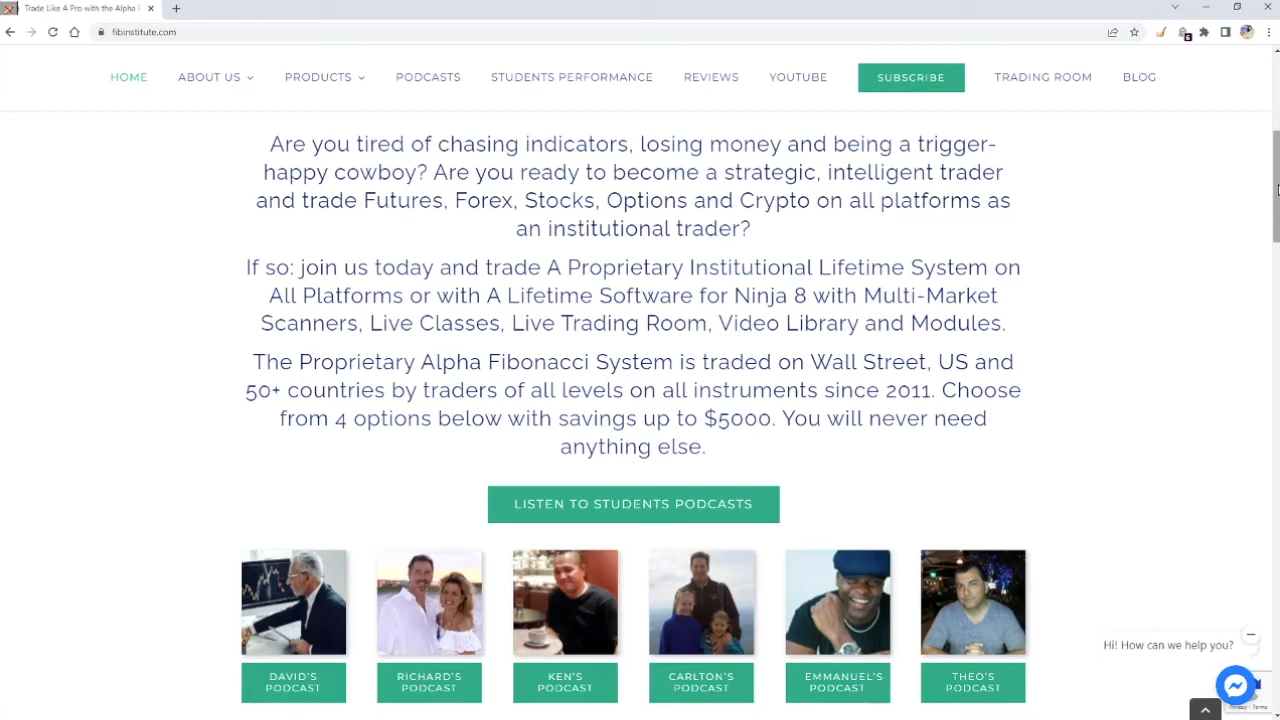 Trade Like A Pro with the Alpha
fibinstitute.com
HOME ABOUT US PRODUCTS PODCASTS STUDENTS PERFORMANCE REVIEWS YOUTUBE SUBSCRIBE TRADING ROOM BLOG
Are you tired of chasing indicators, losing money and being a trigger-
happy cowboy? Are you ready to become a strategic, intelligent trader
and trade Futures, Forex, Stocks, Options and Crypto on all platforms as
an institutional trader?
If so: join us today and trade A Proprietary Institutional Lifetime System on
All Platforms or with A Lifetime Software for Ninja 8 with Multi-Market
Scanners, Live Classes, Live Trading Room, Video Library and Modules.
The Proprietary Alpha Fibonacci System is traded on Wall Street, US and
50+ countries by traders of all levels on all instruments since 2011. Choose
from 4 options below with savings up to $5000. You will never need
anything else.
LISTEN TO STUDENTS PODCASTS
DAVID'S
PODCAST
RICHARD'S
PODCAST
KEN'S
PODCAST
CARLTON'S
PODCAST
EMMANUEL'S
PODCAST
THEO'S
PODCAST
Hi! How can we help you?
Privacy - Terms